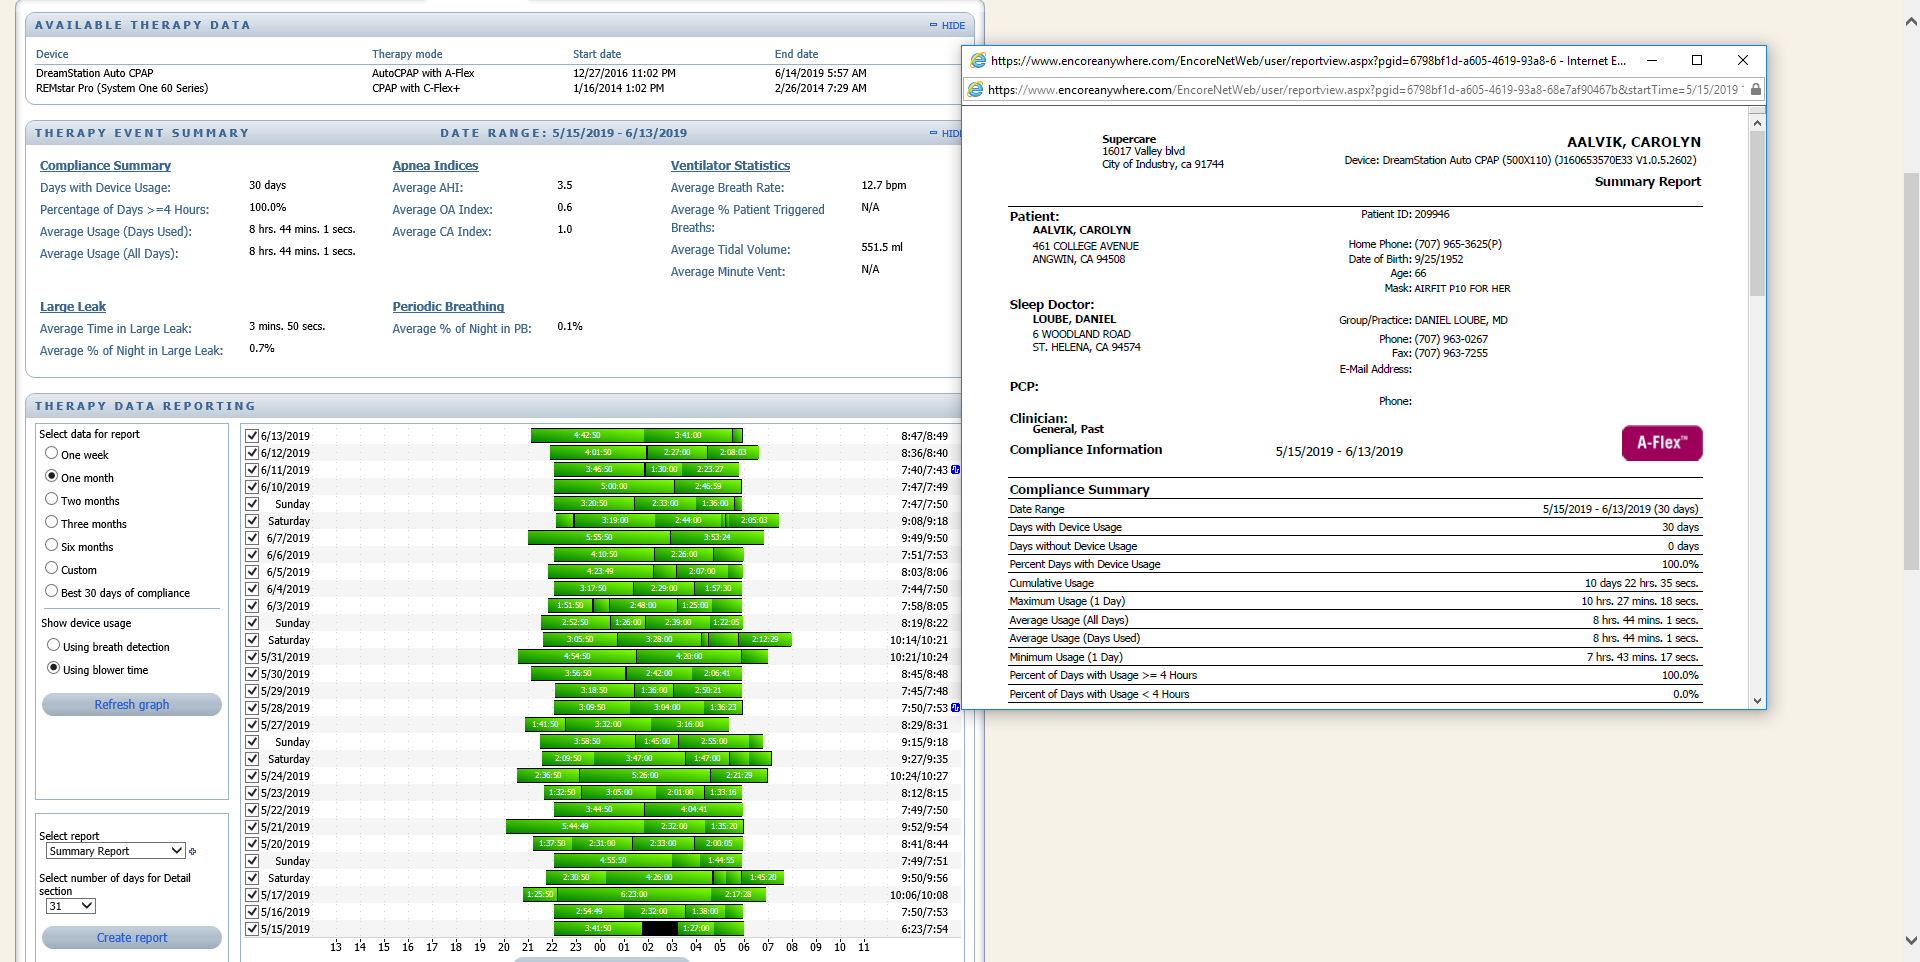 AVAILABLE THERAPY DATA
HIDE
Device Therapy mode Start date End date
DreamStation Auto CPAP AutoCPAP with A-Flex 12/27/2016 11:02 PM 6/14/2019 5:57 AM
REMstar Pro (System One 60 Series) CPAP with C-Flex+ 1/16/2014 1:02 PM 2/26/2014 7:29 AM
THERAPY EVENT SUMMARY DATE RANGE: 5/15/2019 - 6/13/2019
HID
Compliance Summary
Days with Device Usage: 30 days
Percentage of Days >=4 Hours: 100.0%
Average Usage (Days Used): 8 hrs. 44 mins. 1 secs.
Average Usage (All Days): 8 hrs. 44 mins. 1 secs.
Apnea Indices
Average AHI: 3.5
Average OA Index: 0.6
Average CA Index: 1.0
Ventilator Statistics
Average Breath Rate: 12.7 bpm
Average % Patient Triggered N/A
Breaths:
Average Tidal Volume: 551.5 ml
Average Minute Vent: N/A
Large Leak
Average Time in Large Leak: 3 mins. 50 secs.
Average % of Night in Large Leak: 0.7%
Periodic Breathing
Average % of Night in PB: 0.1%
THERAPY DATA REPORTING
Select data for report
One week
One month
Two months
Three months
Six months
Custom
Best 30 days of compliance
Show device usage
Using breath detection
Using blower time
Refresh graph
Select report
Summary Report
Select number of days for Detail
section
31
Create report
6/13/2019 4:42:50 3:41:00 8:47/8:49
6/12/2019 4:01:50 2:27:00 2:08:03 8:36/8:40
6/11/2019 3:46:50 1:30:00 2:23:27 7:40/7:43
6/10/2019 5:00:00 2:46:59 7:47/7:49
Sunday 3:20:50 2:33:00 1:36:00 7:47/7:50
Saturday 3:19:00 2:44:00 2:05:03 9:08/9:18
6/7/2019 5:55:50 3:53:24 9:49/9:50
6/6/2019 4:10:50 2:26:00 7:51/7:53
6/5/2019 4:23:49 2:07:00 8:03/8:06
6/4/2019 3:17:50 2:29:00 1:57:30 7:44/7:50
6/3/2019 1:51:50 2:48:00 1:25:00 7:58/8:05
Sunday 2:52:50 1:26:00 2:39:00 1:22:05 8:19/8:22
Saturday 3:05:50 3:28:00 2:12:29 10:14/10:21
5/31/2019 4:54:50 4:20:00 10:21/10:24
5/30/2019 3:56:50 2:42:00 2:06:41 8:45/8:48
5/29/2019 3:18:50 1:36:00 2:50:21 7:45/7:48
5/28/2019 3:09:50 3:04:00 1:36:23 7:50/7:53
5/27/2019 1:41:50 3:32:00 3:16:00 8:29/8:31
Sunday 3:58:50 1:45:00 2:55:00 9:15/9:18
Saturday 2:09:50 3:47:00 1:47:00 9:27/9:35
5/24/2019 2:36:50 5:26:00 2:21:29 10:24/10:27
5/23/2019 1:32:50 3:05:00 2:01:00 1:33:16 8:12/8:15
5/22/2019 3:44:50 4:04:41 7:49/7:50
5/21/2019 5:44:49 2:32:00 1:35:20 9:52/9:54
5/20/2019 1:37:50 2:31:00 2:33:00 2:00:05 8:41/8:44
Sunday 4:55:50 1:44:55 7:49/7:51
Saturday 2:30:50 4:26:00 1:45:20 9:50/9:56
5/17/2019 1:25:50 6:23:00 2:17:28 10:06/10:08
5/16/2019 2:54:49 2:32:00 1:38:00 7:50/7:53
5/15/2019 3:41:50 1:27:00 6:23/7:54
13 14 15 16 17 18 19 20 21 22 23 00 01 02 03 04 05 06 07 08 09 10 11
https://www.encoreanywhere.com/EncoreNetWeb/user/reportview.aspx?pgid=6798bf1d-a605-4619-93a8-6 - Internet E...
https://www.encoreanywhere.com/EncoreNetWeb/user/reportview.aspx?pgid=6798bf1d-a605-4619-93a8-68e7af90467b&startTime=5/15/2019
Supercare
16017 Valley blvd
City of Industry, ca 91744
AALVIK, CAROLYN
Device: DreamStation Auto CPAP (500X110) (J160653570E33 V1.0.5.2602)
Summary Report
Patient:
AALVIK, CAROLYN
461 COLLEGE AVENUE
ANGWIN, CA 94508
Patient ID: 209946
Home Phone: (707) 965-3625(P)
Date of Birth: 9/25/1952
Age: 66
Mask: AIRFIT P10 FOR HER
Sleep Doctor:
LOUBE, DANIEL
6 WOODLAND ROAD
ST. HELENA, CA 94574
Group/Practice: DANIEL LOUBE, MD
Phone: (707) 963-0267
Fax: (707) 963-7255
E-Mail Address:
PCP:
Phone:
Clinician:
General, Past
A-Flex™
Compliance Information 5/15/2019 - 6/13/2019
Compliance Summary
Date Range 5/15/2019 - 6/13/2019 (30 days)
Days with Device Usage 30 days
Days without Device Usage 0 days
Percent Days with Device Usage 100.0%
Cumulative Usage 10 days 22 hrs. 35 secs.
Maximum Usage (1 Day) 10 hrs. 27 mins. 18 secs.
Average Usage (All Days) 8 hrs. 44 mins. 1 secs.
Average Usage (Days Used) 8 hrs. 44 mins. 1 secs.
Minimum Usage (1 Day) 7 hrs. 43 mins. 17 secs.
Percent of Days with Usage >= 4 Hours 100.0%
Percent of Days with Usage < 4 Hours 0.0%